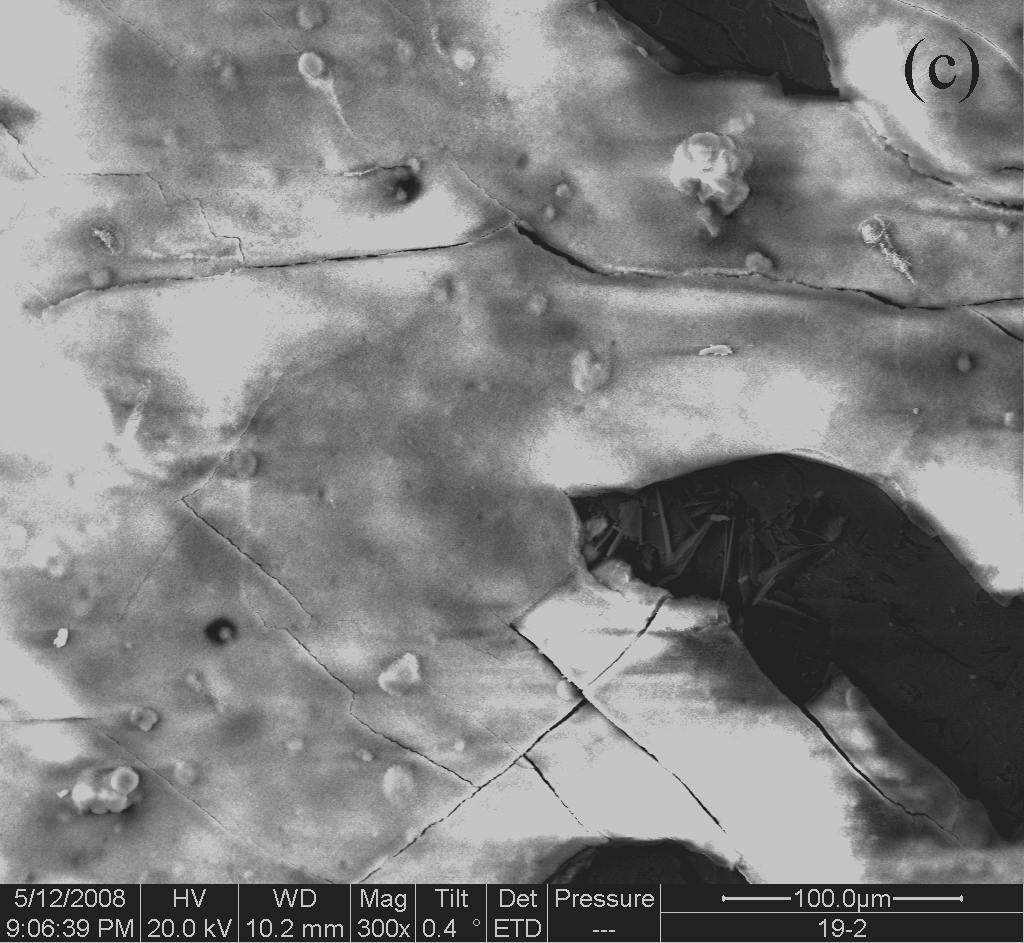 (c)
5/12/2008 HV WD Mag Tilt Det Pressure 100.0µm
9:06:39 PM 20.0 kV 10.2 mm 300x 0.4 ° ETD --- 19-2